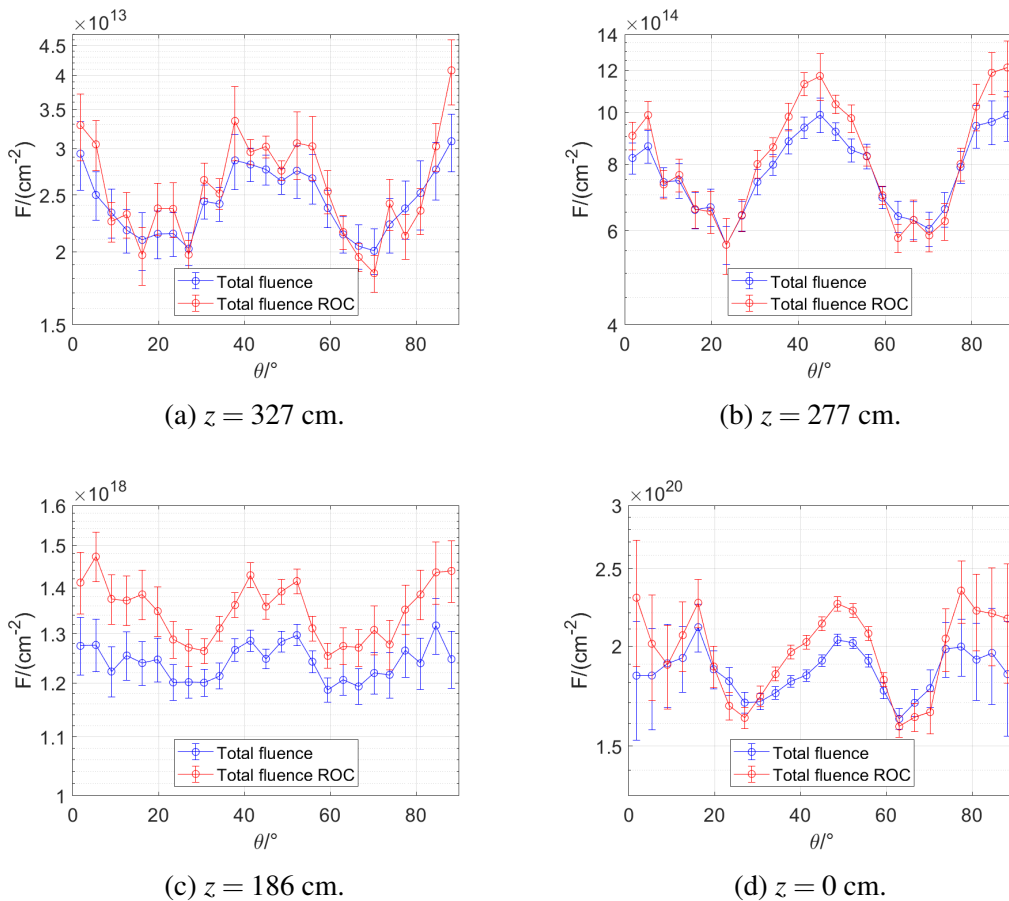 ×10^13
4.5
4
3.5
3
2.5
2
1.5
F/(cm^-2)
Total fluence
Total fluence ROC
0 20 40 60 80
θ/°
(a) z = 327 cm.
×10^14
14
12
10
8
6
4
F/(cm^-2)
Total fluence
Total fluence ROC
0 20 40 60 80
θ/°
(b) z = 277 cm.
×10^18
1.6
1.5
1.4
1.3
1.2
1.1
1
F/(cm^-2)
Total fluence
Total fluence ROC
0 20 40 60 80
θ/°
(c) z = 186 cm.
×10^20
3
2.5
2
1.5
F/(cm^-2)
Total fluence
Total fluence ROC
0 20 40 60 80
θ/°
(d) z = 0 cm.